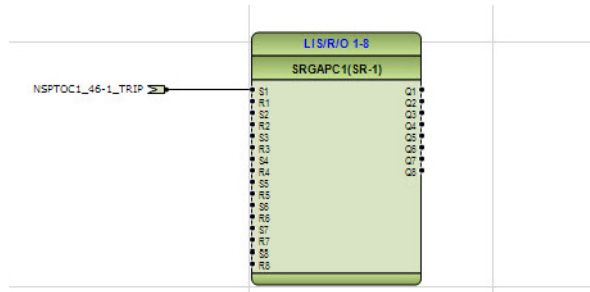 LIS/R/O 1-8
SRGAPC1(SR-1)
NSPTOC1_46-1_TRIP
S1 Q1
R1 Q2
S2 Q3
R2 Q4
S3 Q5
R3 Q6
S4 Q7
R4 Q8
S5
R5
S6
R6
S7
R7
S8
R8